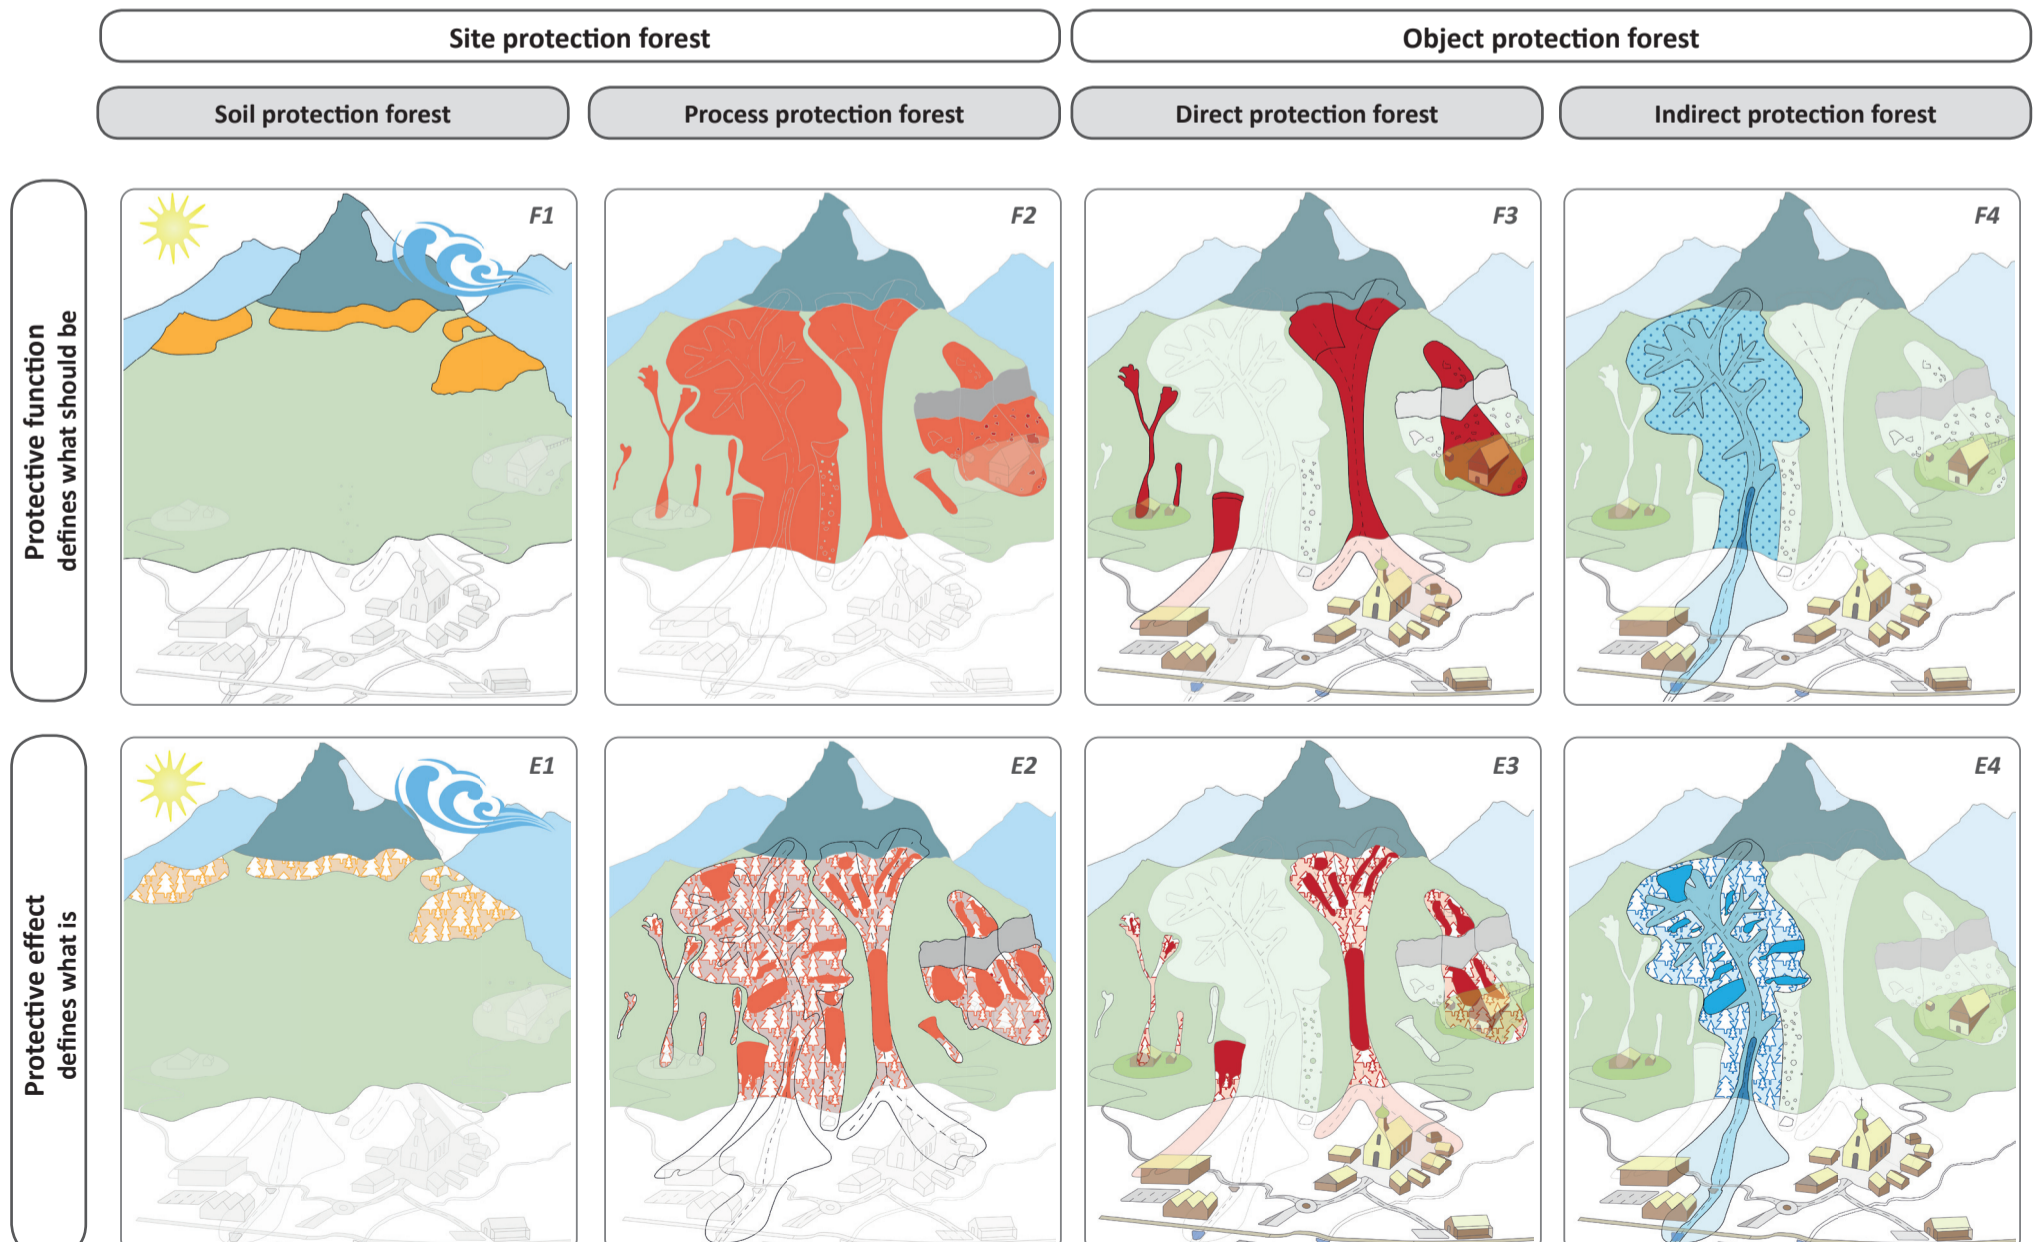 Site protection forest
Object protection forest
Soil protection forest
Process protection forest
Direct protection forest
Indirect protection forest
Protective function
defines what should be
F1
F2
F3
F4
Protective effect
defines what is
E1
E2
E3
E4